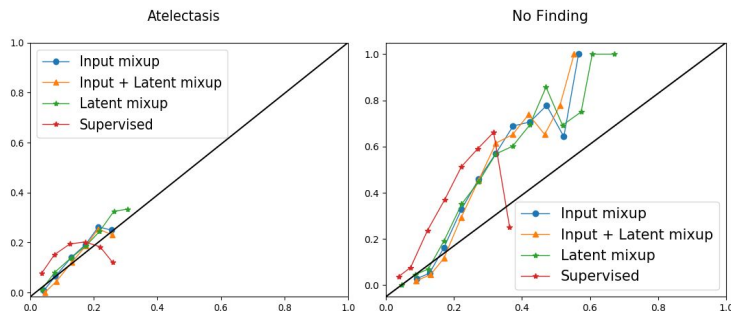 Atelectasis
1.0
0.8
0.6
0.4
0.2
0.0
0.0 0.2 0.4 0.6 0.8 1.0
Input mixup
Input + Latent mixup
Latent mixup
Supervised
No Finding
1.0
0.8
0.6
0.4
0.2
0.0
0.0 0.2 0.4 0.6 0.8 1.0
Input mixup
Input + Latent mixup
Latent mixup
Supervised